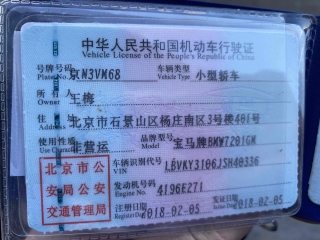 中华人民共和国机动车行驶证
Vehicle License of the People's Republic of China
号牌号码 京N3VM68 车辆类型 小型轿车
Plate No. Vehicle Type
所有人 王梅
Owner
住址 北京市石景山区杨庄南区3号楼401号
Address
使用性质 非营运 品牌型号 宝马牌BMW7201GM
北京市公安局公安交通管理局
车辆识别代号 LBVKY3106JSH40336
VIN
发动机号码 4196E271
Engine No.
注册日期 2018-02-05 发证日期 2018-02-05
Register Date